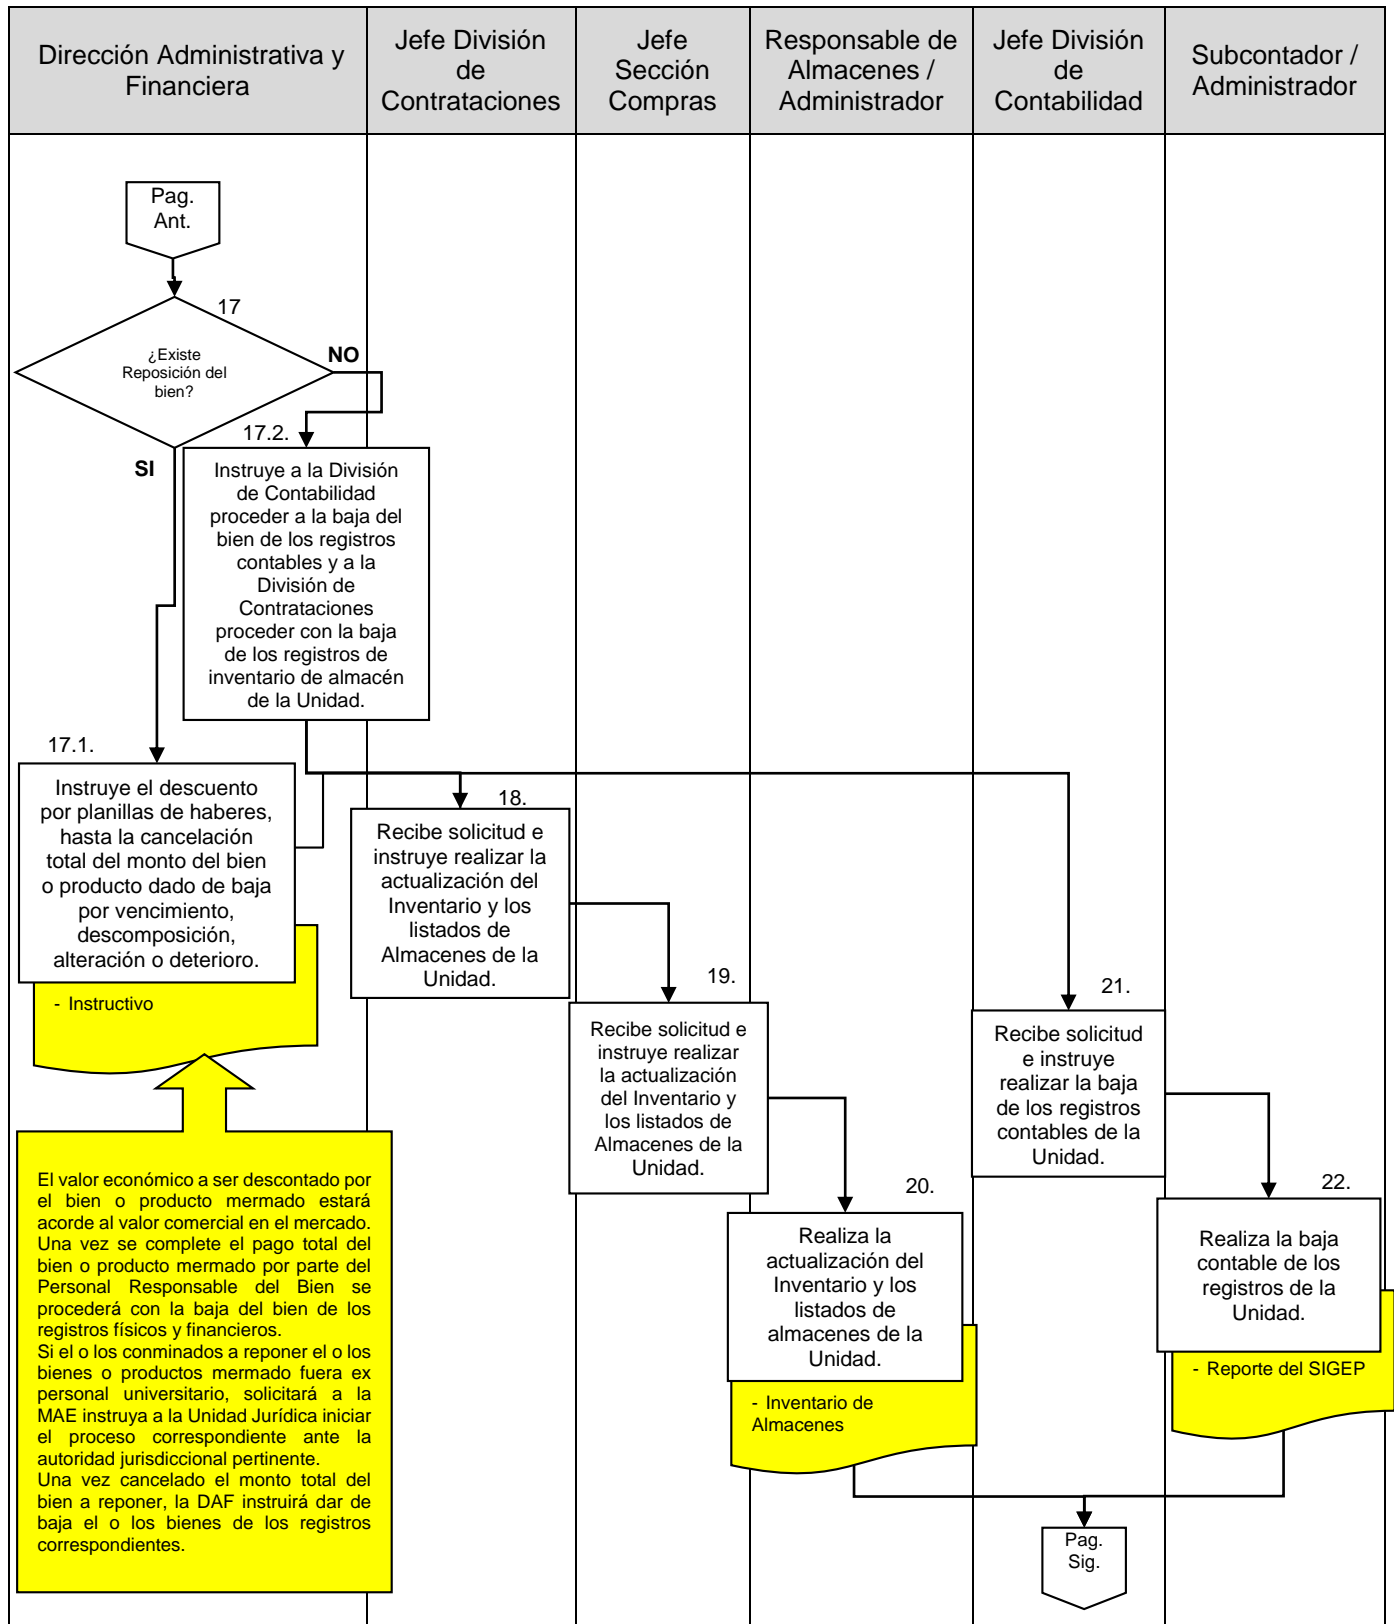 Dirección Administrativa y
Financiera
Jefe División
de
Contrataciones
Jefe
Sección
Compras
Responsable de
Almacenes /
Administrador
Jefe División
de
Contabilidad
Subcontador /
Administrador
Pag.
Ant.
17
¿Existe
Reposición del
bien?
NO
SI
17.2.
Instruye a la División
de Contabilidad
proceder a la baja del
bien de los registros
contables y a la
División de
Contrataciones
proceder con la baja
de los registros de
inventario de almacén
de la Unidad.
17.1.
Instruye el descuento
por planillas de haberes,
hasta la cancelación
total del monto del bien
o producto dado de baja
por vencimiento,
descomposición,
alteración o deterioro.
- Instructivo
El valor económico a ser descontado por
el bien o producto mermado estará
acorde al valor comercial en el mercado.
Una vez se complete el pago total del
bien o producto mermado por parte del
Personal Responsable del Bien se
procederá con la baja del bien de los
registros físicos y financieros.
Si el o los conminados a reponer el o los
bienes o productos mermado fuera ex
personal universitario, solicitará a la
MAE instruya a la Unidad Jurídica iniciar
el proceso correspondiente ante la
autoridad jurisdiccional pertinente.
Una vez cancelado el monto total del
bien a reponer, la DAF instruirá dar de
baja el o los bienes de los registros
correspondientes.
18.
Recibe solicitud e
instruye realizar la
actualización del
Inventario y los
listados de
Almacenes de la
Unidad.
19.
Recibe solicitud e
instruye realizar
la actualización
del Inventario y
los listados de
Almacenes de la
Unidad.
20.
Realiza la
actualización del
Inventario y los
listados de
almacenes de la
Unidad.
- Inventario de
Almacenes
21.
Recibe solicitud
e instruye
realizar la baja
de los registros
contables de la
Unidad.
22.
Realiza la baja
contable de los
registros de la
Unidad.
- Reporte del SIGEP
Pag.
Sig.